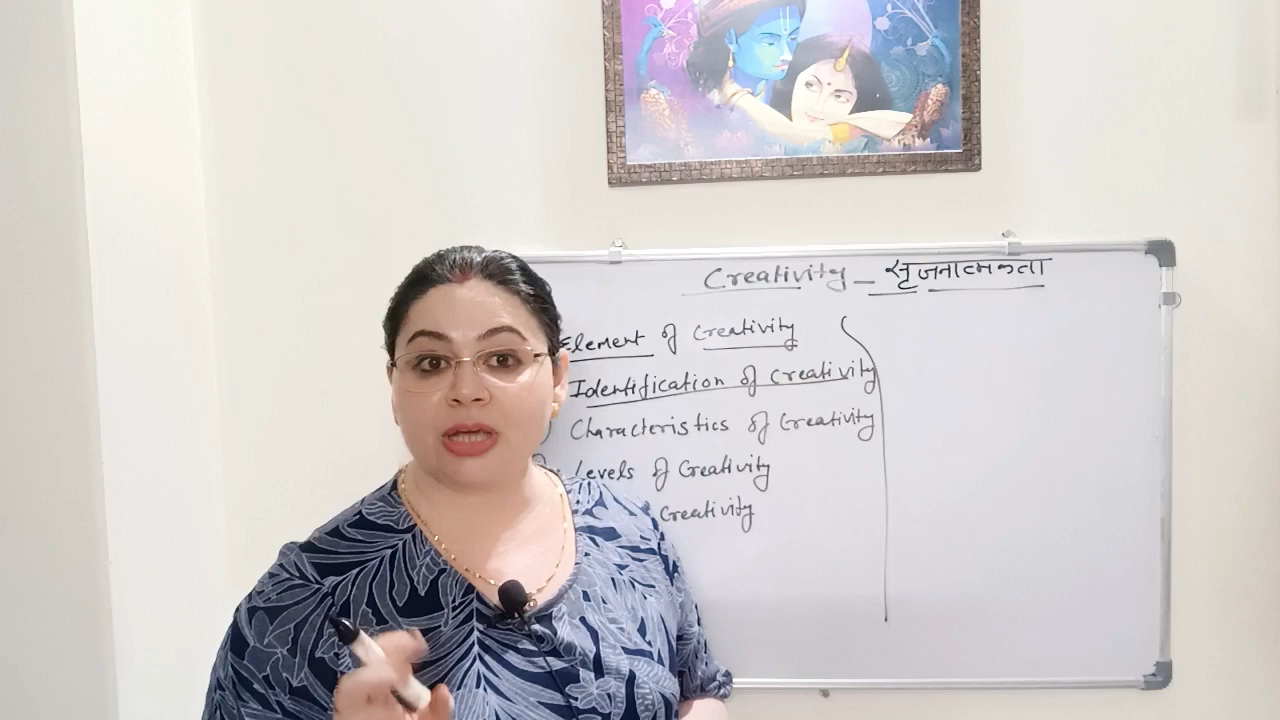 Creativity - सृजनात्मकता
Element of Creativity
Identification of Creativity
Characteristics of Creativity
Levels of Creativity
Creativity